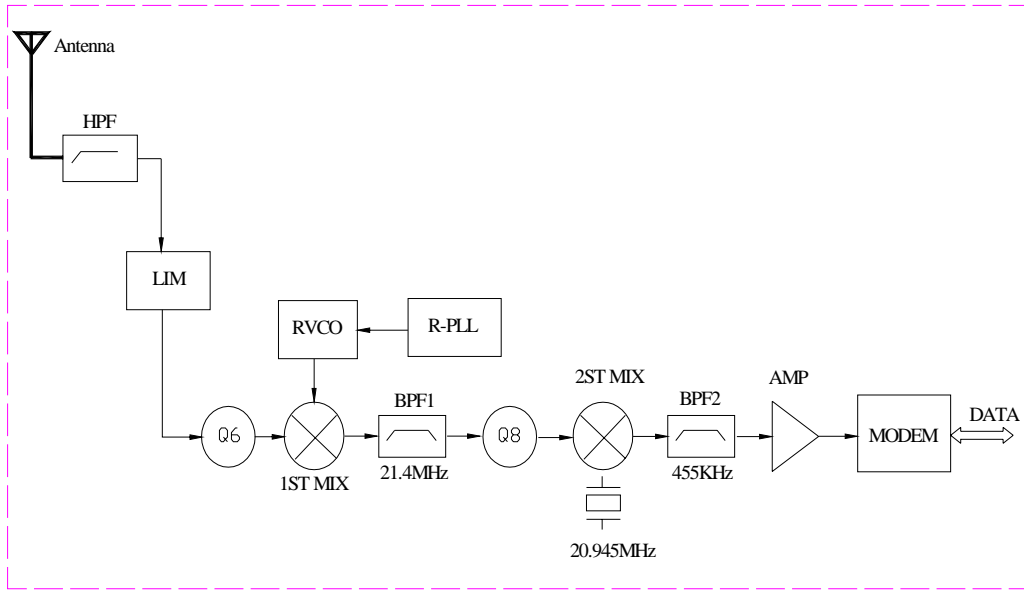 Antenna
HPF
LIM
RVCO
R-PLL
2ST MIX
AMP
BPF1
BPF2
DATA
Q6
Q8
MODEM
1ST MIX
21.4MHz
455KHz
20.945MHz